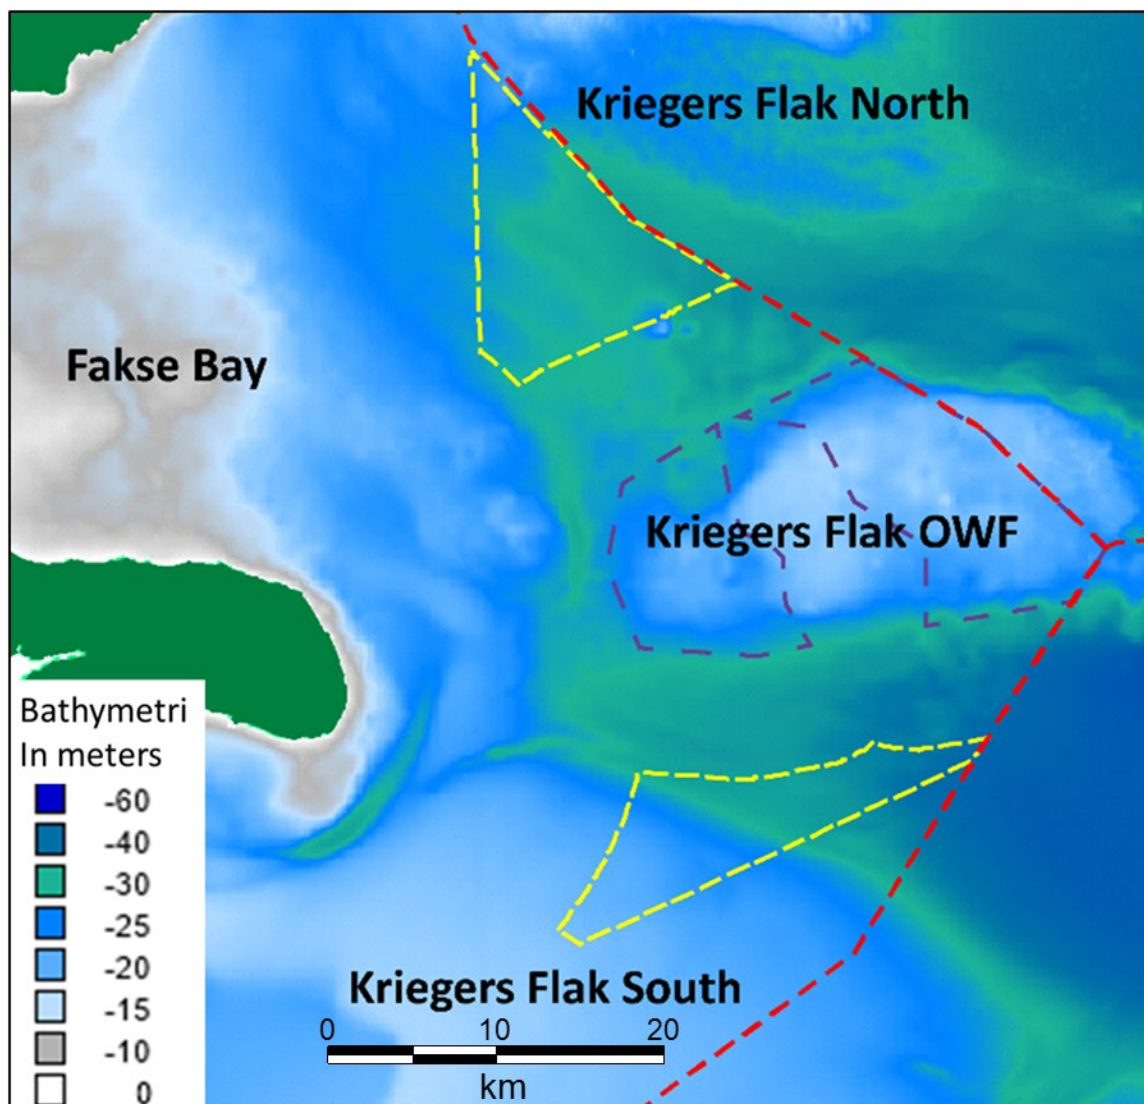 Kriegers Flak North
Fakse Bay
Kriegers Flak OWF
Bathymetri
In meters
-60
-40
-30
-25
-20
-15
-10
0
Kriegers Flak South
0 10 20
km